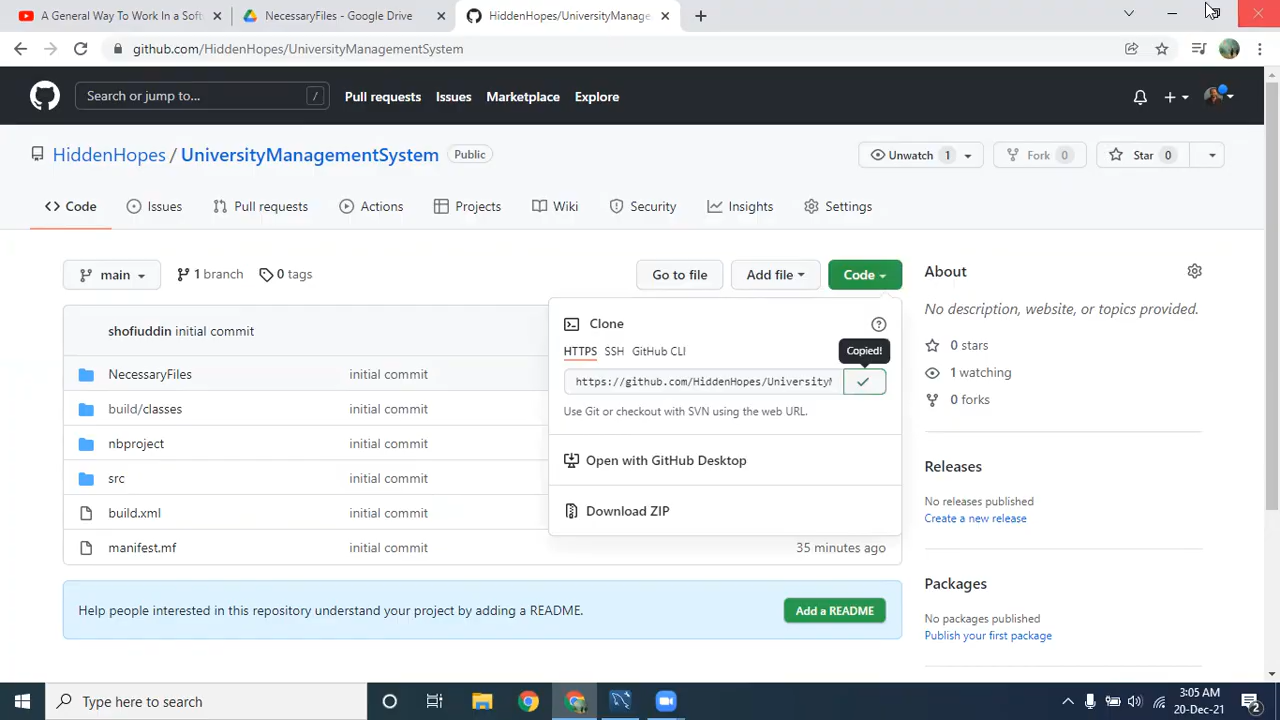 A General Way To Work In a Soft
NecessaryFiles - Google Drive
HiddenHopes/UniversityManage
github.com/HiddenHopes/UniversityManagementSystem
Search or jump to...
/
Pull requests
Issues
Marketplace
Explore
HiddenHopes / UniversityManagementSystem
Public
Unwatch 1
Fork 0
Star 0
Code
Issues
Pull requests
Actions
Projects
Wiki
Security
Insights
Settings
main
1 branch
0 tags
Go to file
Add file
Code
About
No description, website, or topics provided.
0 stars
1 watching
0 forks
shofiuddin initial commit
NecessaryFiles initial commit
build/classes initial commit
nbproject initial commit
src initial commit
build.xml initial commit
manifest.mf initial commit 35 minutes ago
Clone
HTTPS SSH GitHub CLI
Copied!
https://github.com/HiddenHopes/University
Use Git or checkout with SVN using the web URL.
Open with GitHub Desktop
Download ZIP
Releases
No releases published
Create a new release
Help people interested in this repository understand your project by adding a README.
Add a README
Packages
No packages published
Publish your first package
Type here to search
3:05 AM
20-Dec-21
2